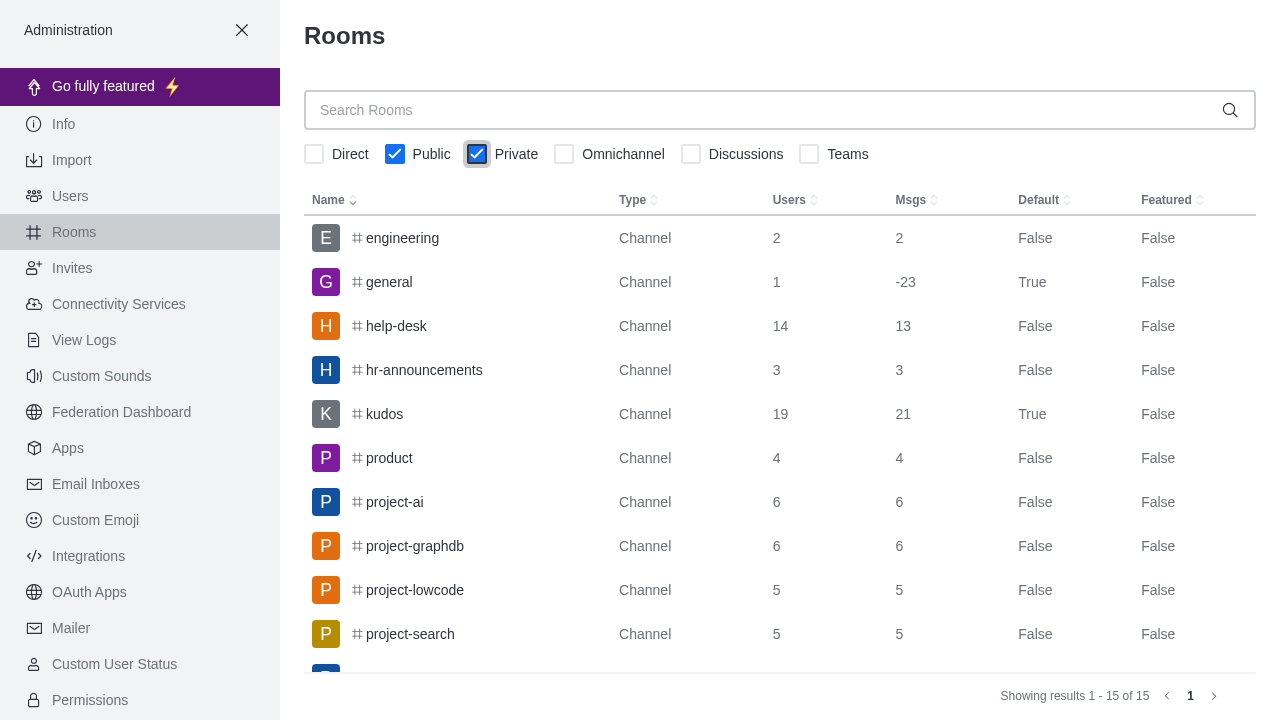 Administration
Go fully featured
Info
Import
Users
Rooms
Invites
Connectivity Services
View Logs
Custom Sounds
Federation Dashboard
Apps
Email Inboxes
Custom Emoji
Integrations
OAuth Apps
Mailer
Custom User Status
Permissions
Rooms
Search Rooms
Direct Public Private Omnichannel Discussions Teams
Name Type Users Msgs Default Featured
E engineering Channel 2 2 False False
G general Channel 1 -23 True False
H help-desk Channel 14 13 False False
H hr-announcements Channel 3 3 False False
K kudos Channel 19 21 True False
P product Channel 4 4 False False
P project-ai Channel 6 6 False False
P project-graphdb Channel 6 6 False False
P project-lowcode Channel 5 5 False False
P project-search Channel 5 5 False False
Showing results 1 - 15 of 15 1